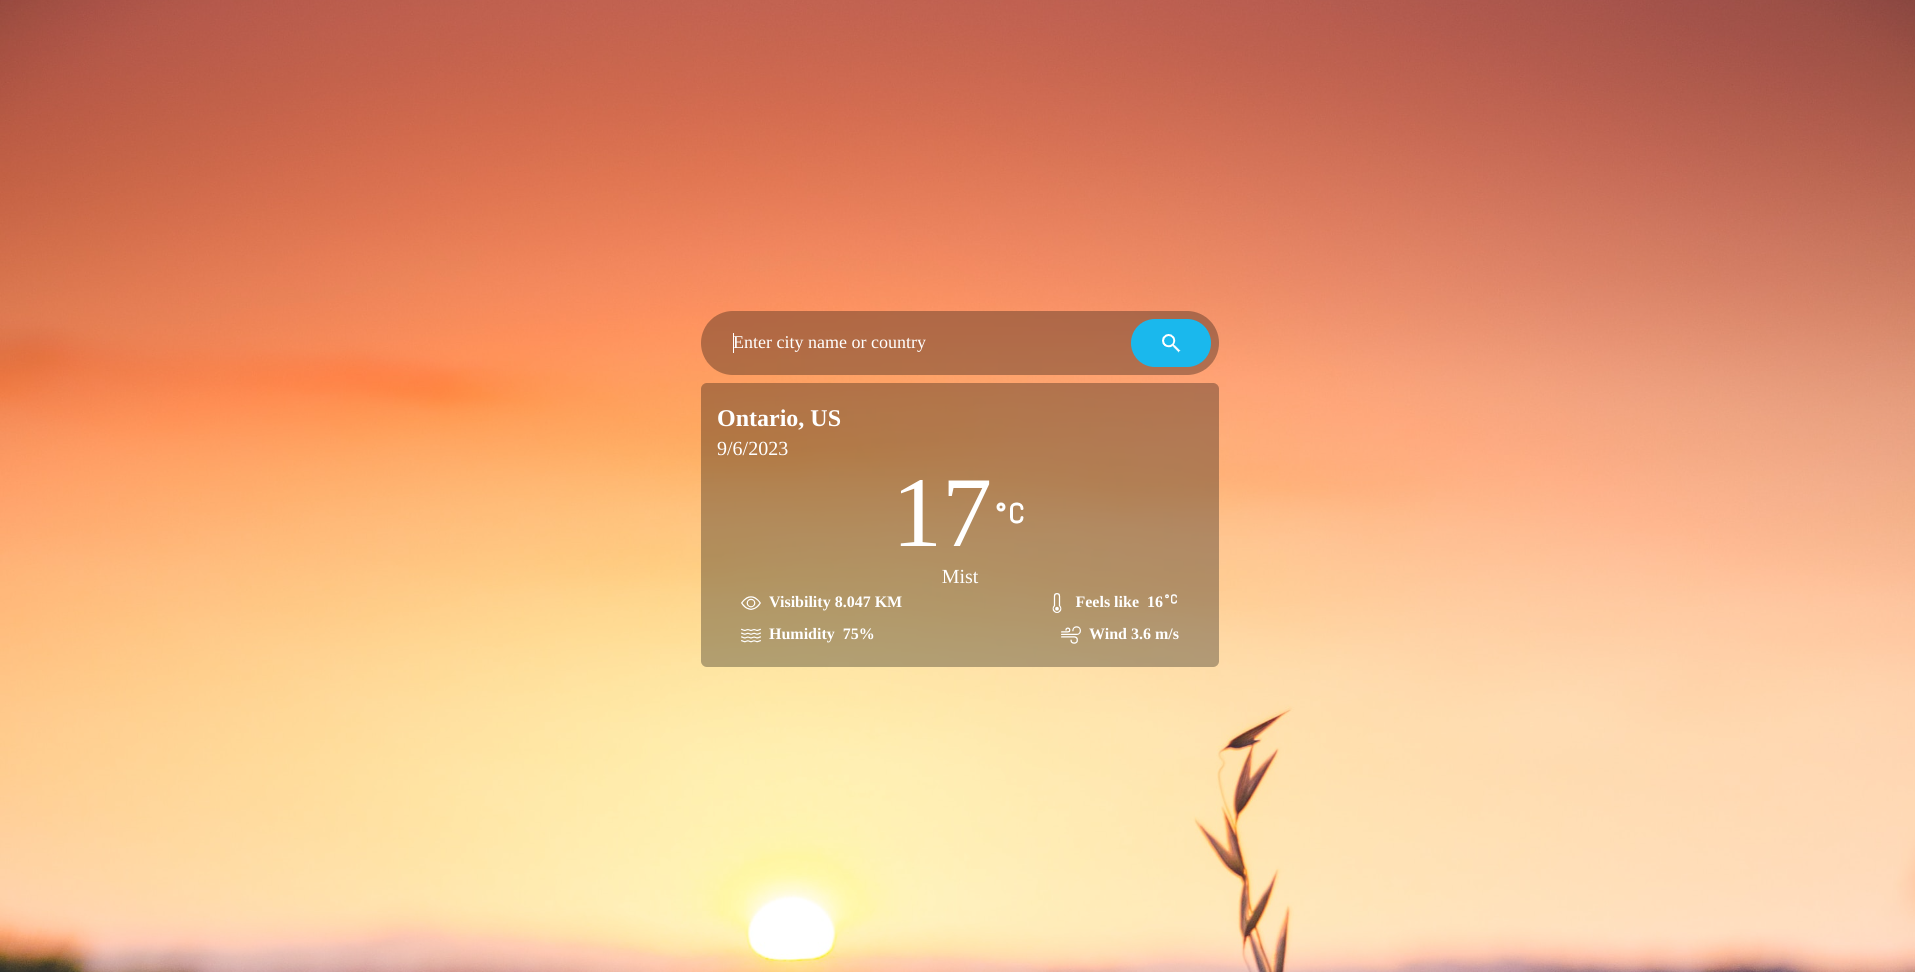 Enter city name or country
Ontario, US
9/6/2023
17 °C
Mist
Visibility 8.047 KM
Feels like 16°C
Humidity 75%
Wind 3.6 m/s